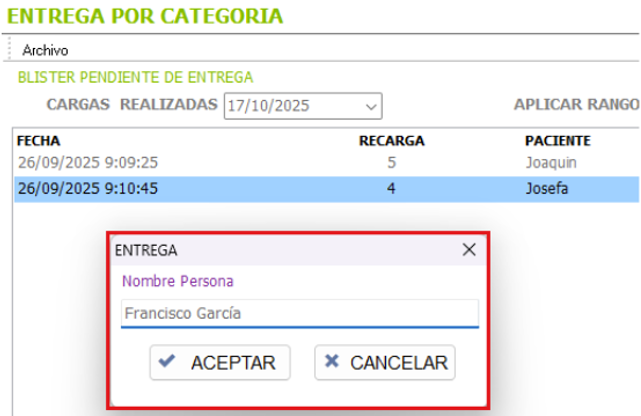 ENTREGA POR CATEGORIA
Archivo
BLISTER PENDIENTE DE ENTREGA
CARGAS REALIZADAS 17/10/2025 APLICAR RANGO
FECHA RECARGA PACIENTE
26/09/2025 9:09:25 5 Joaquin
26/09/2025 9:10:45 4 Josefa
ENTREGA
Nombre Persona
Francisco García
ACEPTAR CANCELAR